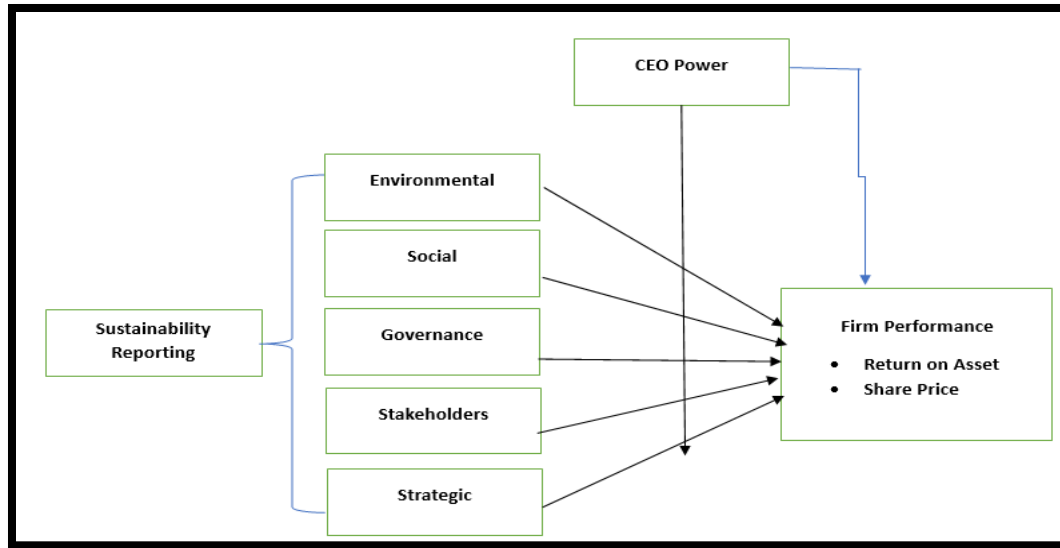 CEO Power
Environmental
Social
Sustainability
Reporting
Governance
Stakeholders
Strategic
Firm Performance
• Return on Asset
• Share Price